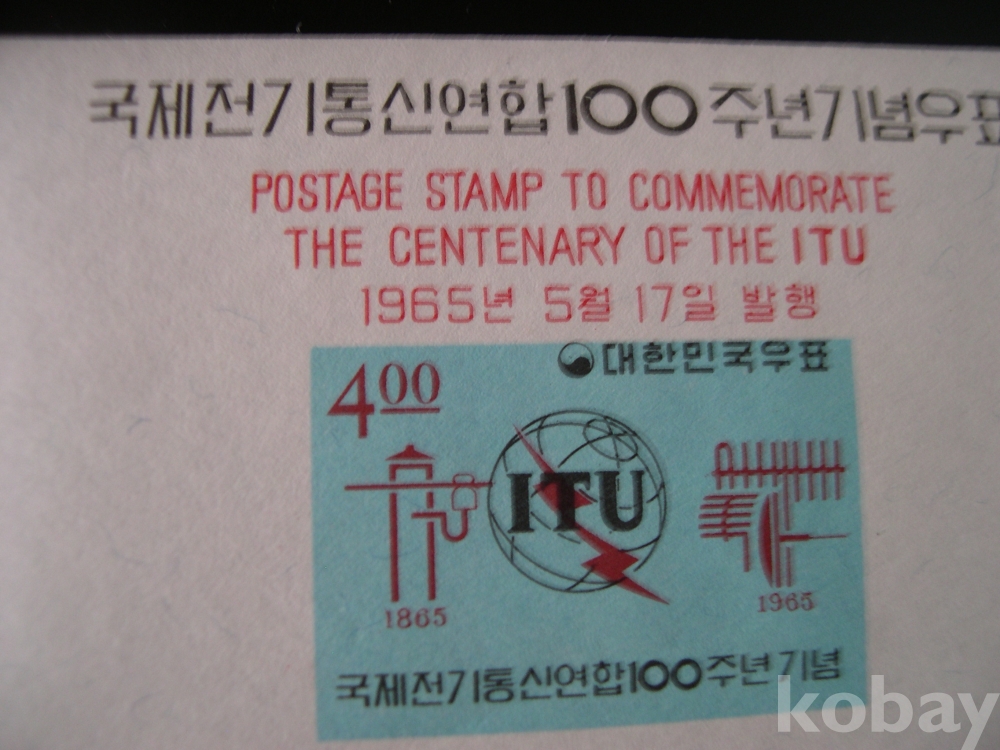 국제전기통신연합100주년기념우표
POSTAGE STAMP TO COMMEMORATE
THE CENTENARY OF THE ITU
1965년 5월 17일 발행
대한민국우표
4 00
ITU
1865
1965
국제전기통신연합100주년기념
kobay